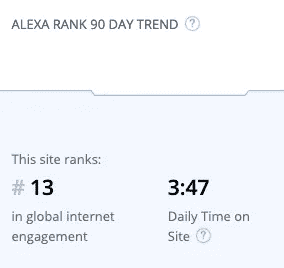 ALEXA RANK 90 DAY TREND ?
This site ranks:
# 13
3:47
in global internet
engagement
Daily Time on
Site ?